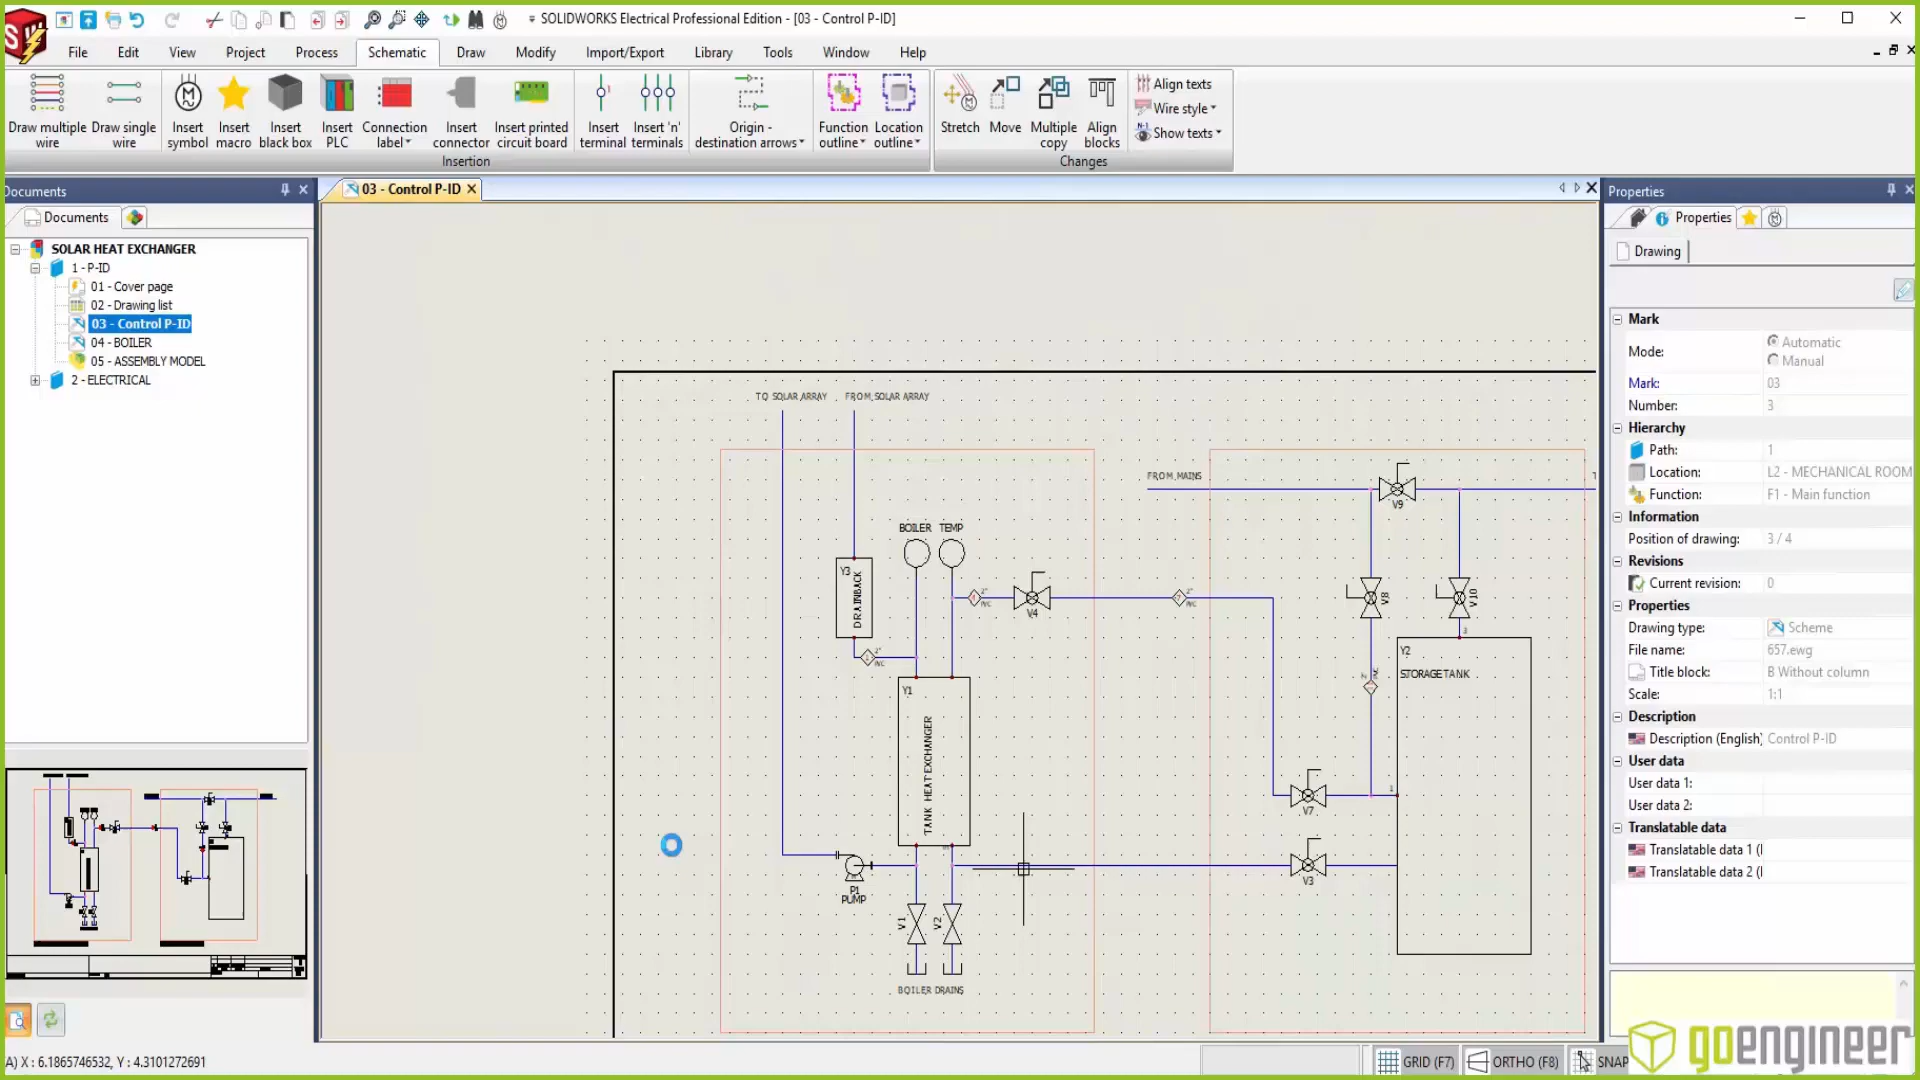 SOLIDWORKS Electrical Professional Edition - [03 - Control P-ID]
File Edit View Project Process Schematic Draw Modify Import/Export Library Tools Window Help
Draw multiple wire
Draw single wire
Insert symbol
Insert macro
Insert black box
Insert PLC
Connection label
Insert connector
Insert printed circuit board
Insert terminal
Insert 'n' terminals
Origin - destination arrows
Function outline
Location outline
Stretch
Move
Multiple copy
Align blocks
Align texts
Wire style
Show texts
Insertion
Changes
Documents
Documents
SOLAR HEAT EXCHANGER
1 - P-ID
01 - Cover page
02 - Drawing list
03 - Control P-ID
04 - BOILER
05 - ASSEMBLY MODEL
2 - ELECTRICAL
03 - Control P-ID
TO SOLAR ARRAY
FROM SOLAR ARRAY
FROM MAINS
V9
BOILER TEMP
Y3
DRAINBACK
2"
PVC
V4
2"
PVC
V8
V10
2"
PVC
3
Y2
STORAGE TANK
Y1
TANK HEAT EXCHANGER
V7
1
P1
PUMP
V3
V1
V2
BOILER DRAINS
Properties
Properties
Drawing
Mark
Mode: Automatic
Manual
Mark: 03
Number: 3
Hierarchy
Path: 1
Location: L2 - MECHANICAL ROOM
Function: F1 - Main function
Information
Position of drawing: 3 / 4
Revisions
Current revision: 0
Properties
Drawing type: Scheme
File name: 657.ewg
Title block: B Without column
Scale: 1:1
Description
Description (English) Control P-ID
User data
User data 1:
User data 2:
Translatable data
Translatable data 1 (
Translatable data 2 (
A) X : 6.1865746532, Y : 4.3101272691
GRID (F7) ORTHO (F8) SNAP
goengineer